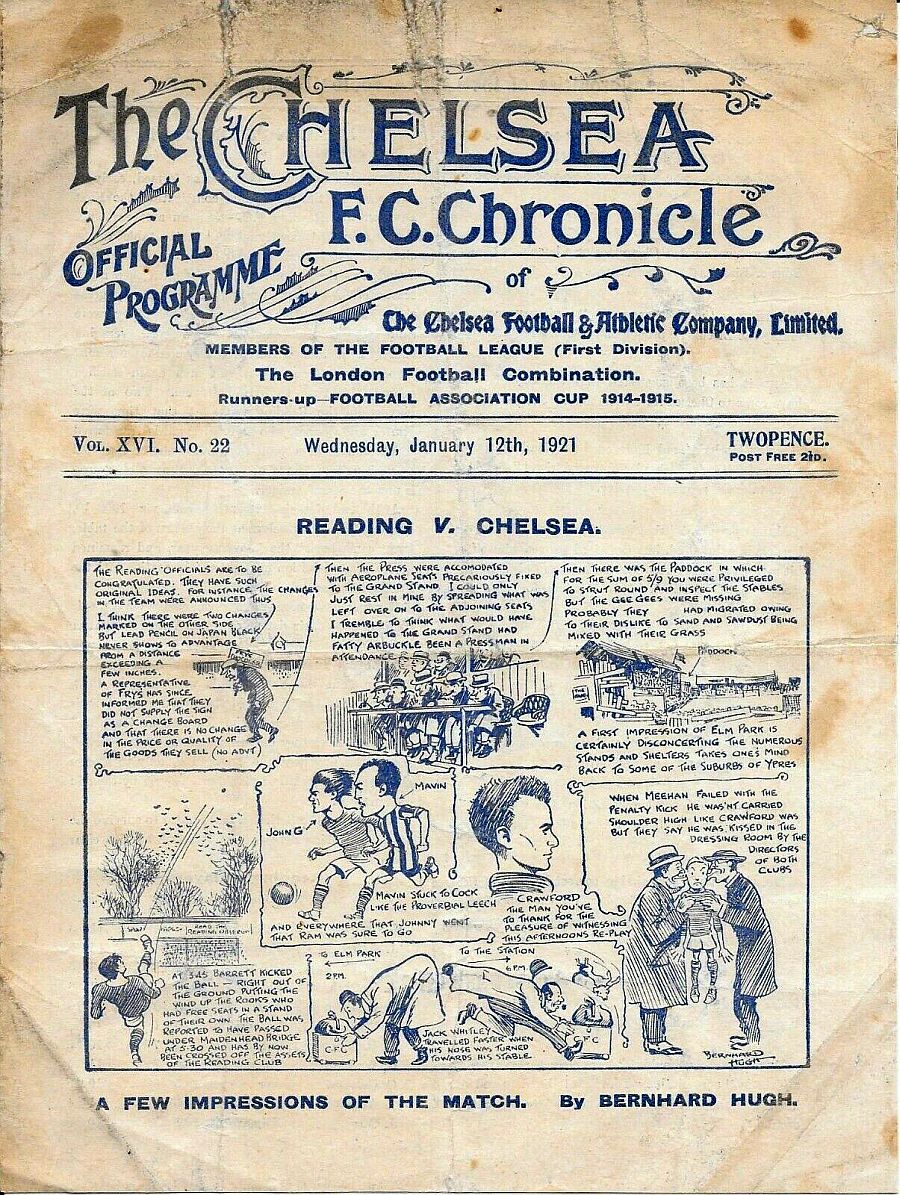 The CHELSEA
F.C. Chronicle
OFFICIAL
PROGRAMME
of
The Chelsea Football & Athletic Company, Limited.
MEMBERS OF THE FOOTBALL LEAGUE (First Division).
The London Football Combination.
Runners-up—FOOTBALL ASSOCIATION CUP 1914-1915.
VOL. XVI. No. 22
Wednesday, January 12th, 1921
TWOPENCE.
POST FREE 2½D.
READING V. CHELSEA.
THE READING OFFICIALS ARE TO BE
CONGRATULATED. THEY HAVE SUCH
ORIGINAL IDEAS. FOR INSTANCE THE CHANGES
IN THE TEAM WERE ANNOUNCED THUS
I THINK THERE WERE TWO CHANGES
MARKED ON THE OTHER SIDE
BUT LEAD PENCIL ON JAPAN BLACK
NEVER SHOWS TO ADVANTAGE
FROM A DISTANCE
EXCEEDING A
FEW INCHES.
A REPRESENTATIVE
OF FRYS HAS SINCE
INFORMED ME THAT THEY
DID NOT SUPPLY THE SIGN
AS A CHANGE BOARD
AND THAT THERE IS NO CHANGE
IN THE PRICE OR QUALITY OF
THE GOODS THEY SELL (NO ADVT)
THEN THE PRESS WERE ACCOMODATED
WITH AEROPLANE SEATS PRECARIOUSLY FIXED
TO THE GRAND STAND. I COULD ONLY
JUST REST IN MINE BY SPREADING WHAT WAS
LEFT OVER ON TO THE ADJOINING SEATS
I TREMBLE TO THINK WHAT WOULD HAVE
HAPPENED TO THE GRAND STAND HAD
FATTY ARBUCKLE BEEN A PRESSMAN IN
ATTENDANCE
THEN THERE WAS THE PADDOCK IN WHICH
FOR THE SUM OF 5/9 YOU WERE PRIVILEGED
TO STRUT ROUND AND INSPECT THE STABLES
BUT THE GEE GEES WERE MISSING
PROBABLY THEY HAD MIGRATED OWING
TO THEIR DISLIKE TO SAND AND SAWDUST BEING
MIXED WITH THEIR GRASS
PADDOCK
A FIRST IMPRESSION OF ELM PARK IS
CERTAINLY DISCONCERTING THE NUMEROUS
STANDS AND SHELTERS TAKES ONE'S MIND
BACK TO SOME OF THE SUBURBS OF YPRES
MAVIN
JOHN G
MAVIN STUCK TO COCK
LIKE THE PROVERBIAL LEECH
AND EVERYWHERE THAT JOHNNY WENT
THAT RAM WAS SURE TO GO
CRAWFORD
THE MAN YOU'VE
TO THANK FOR THE
PLEASURE OF WITNESSING
THIS AFTERNOONS RE-PLAY
WHEN MEEHAN FAILED WITH THE
PENALTY KICK HE WAS'NT CARRIED
SHOULDER HIGH LIKE CRAWFORD WAS
BUT THEY SAY HE WAS KISSED IN THE
DRESSING ROOM BY THE
DIRECTORS
OF BOTH
CLUBS
AT 3.45 BARRETT KICKED
THE BALL — RIGHT OUT OF
THE GROUND PUTTING THE
WIND UP THE ROOKS WHO
HAD FREE SEATS IN A STAND
OF THEIR OWN. THE BALL WAS
REPORTED TO HAVE PASSED
UNDER MAIDENHEAD BRIDGE
AT 5-30 AND HAS BY NOW
BEEN CROSSED OFF THE ASSETS
OF THE READING CLUB
TO ELM PARK
2 P.M.
CFC
TO THE STATION
6 P.M.
CFC
JACK WHITLEY
TRAVELLED FASTER WHEN
HIS NOSE WAS TURNED
TOWARDS HIS STABLE
BERNHARD
HUGH
A FEW IMPRESSIONS OF THE MATCH. By BERNHARD HUGH.